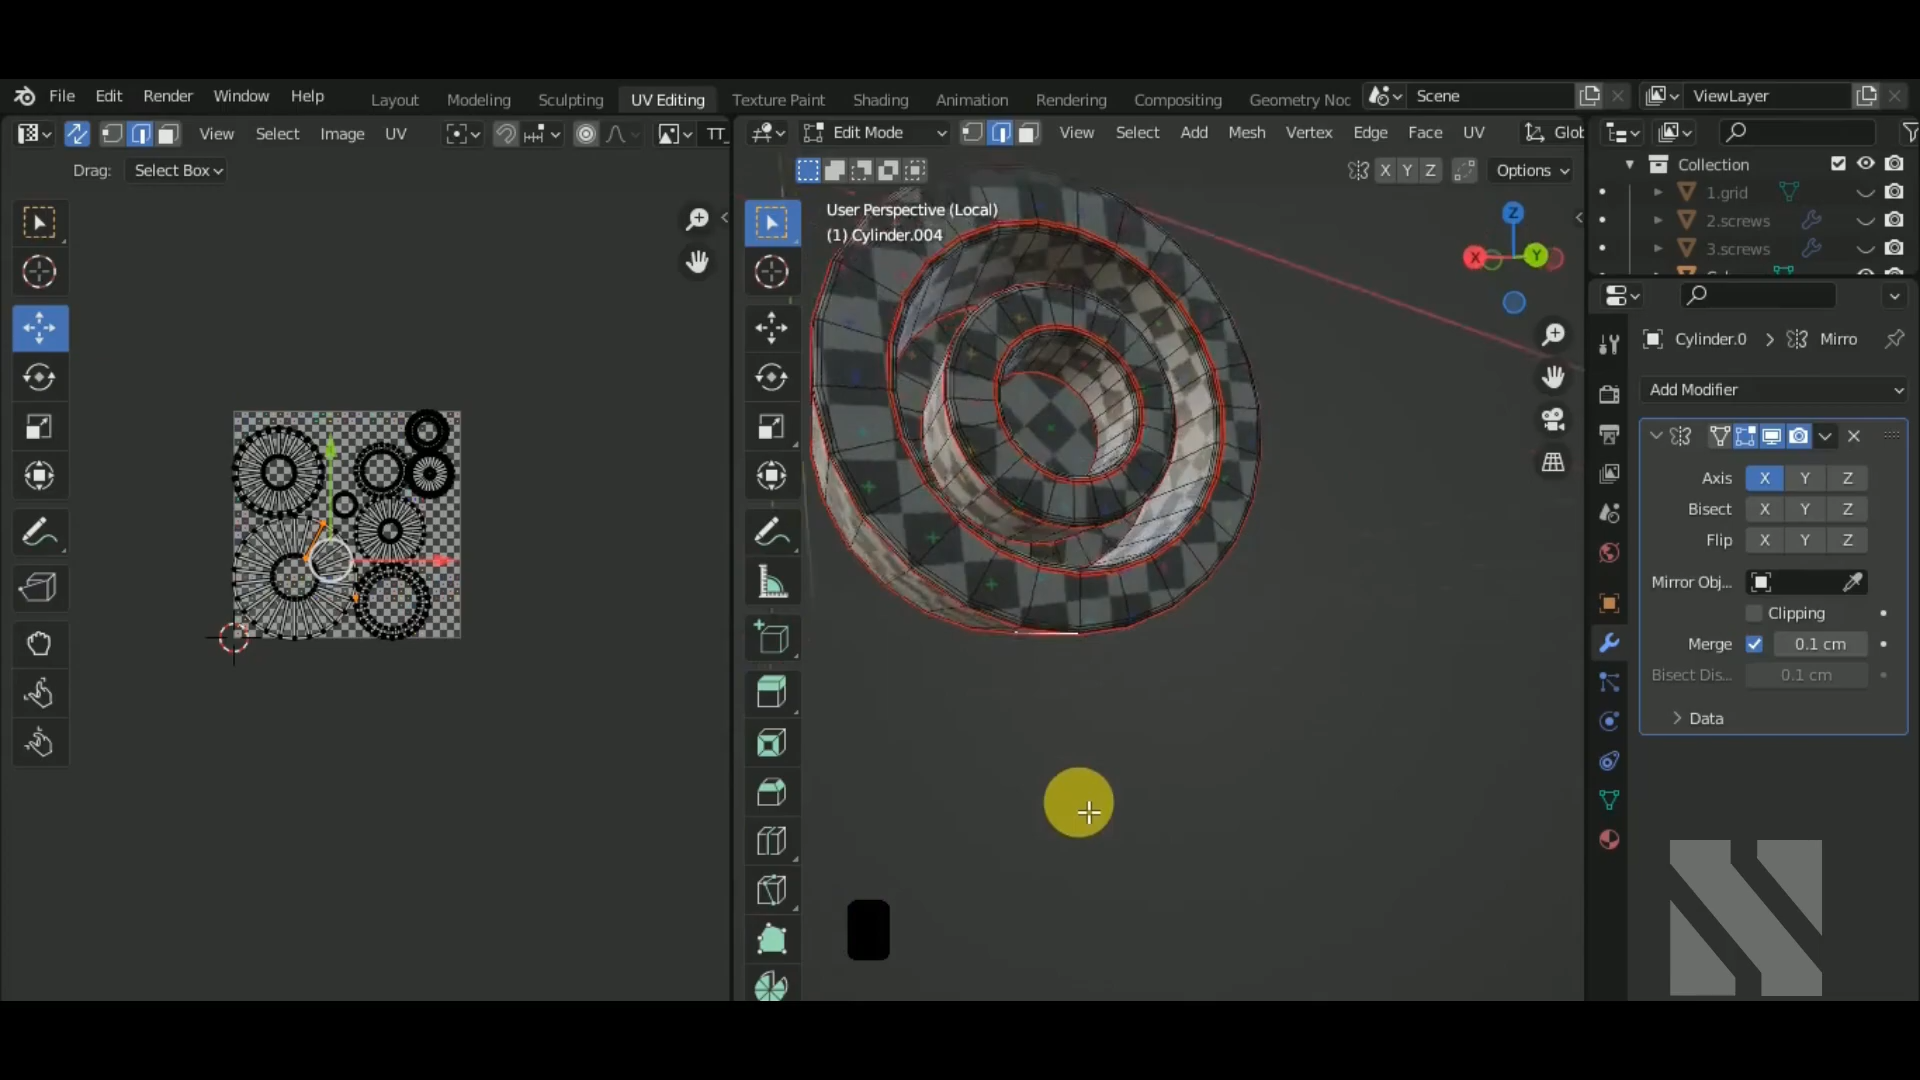 File Edit Render Window Help Layout Modeling Sculpting UV Editing Texture Paint Shading Animation Rendering Compositing Geometry Noc Scene ViewLayer
View Select Image UV
Edit Mode View Select Add Mesh Vertex Edge Face UV Glob
Drag: Select Box
X Y Z Options
Collection
1.grid
2.screws
3.screws
User Perspective (Local)
(1) Cylinder.004
Z
X
Y
Cylinder.0 Mirro
Add Modifier
Axis X Y Z
Bisect X Y Z
Flip X Y Z
Mirror Obj...
Clipping
Merge 0.1 cm
Bisect Dis... 0.1 cm
Data